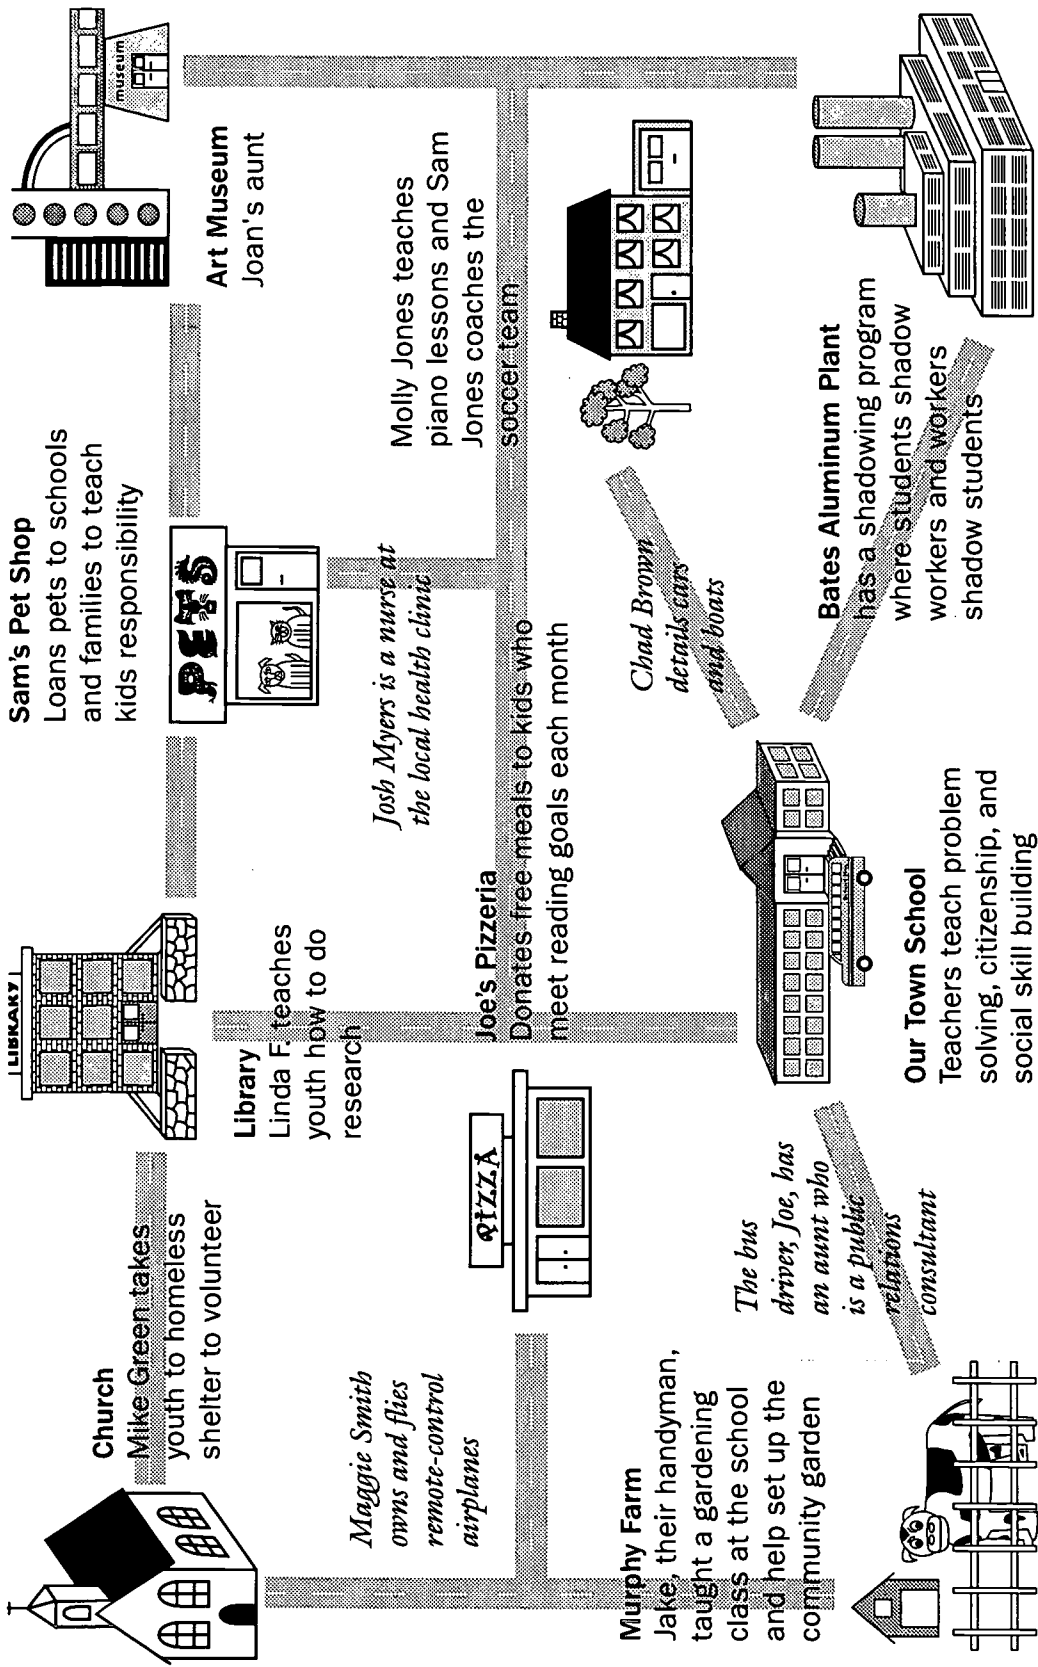 Church
Mike Green takes
youth to homeless
shelter to volunteer
LIBRARY
Library
Linda F. teaches
youth how to do
research
Sam's Pet Shop
Loans pets to schools
and families to teach
kids responsibility
PETS
museum
Art Museum
Joan's aunt
Maggie Smith
owns and flies
remote-control
airplanes
PIZZA
Joe's Pizzeria
Donates free meals to kids who
meet reading goals each month
Josh Myers is a nurse at
the local health clinic
Molly Jones teaches
piano lessons and Sam
Jones coaches the
soccer team
Murphy Farm
Jake, their handyman,
taught a gardening
class at the school
and help set up the
community garden
The bus
driver, Joe, has
an aunt who
is a public
relations
consultant
Our Town School
Teachers teach problem
solving, citizenship, and
social skill building
Chad Brown
details cars
and boats
Bates Aluminum Plant
has a shadowing program
where students shadow
workers and workers
shadow students